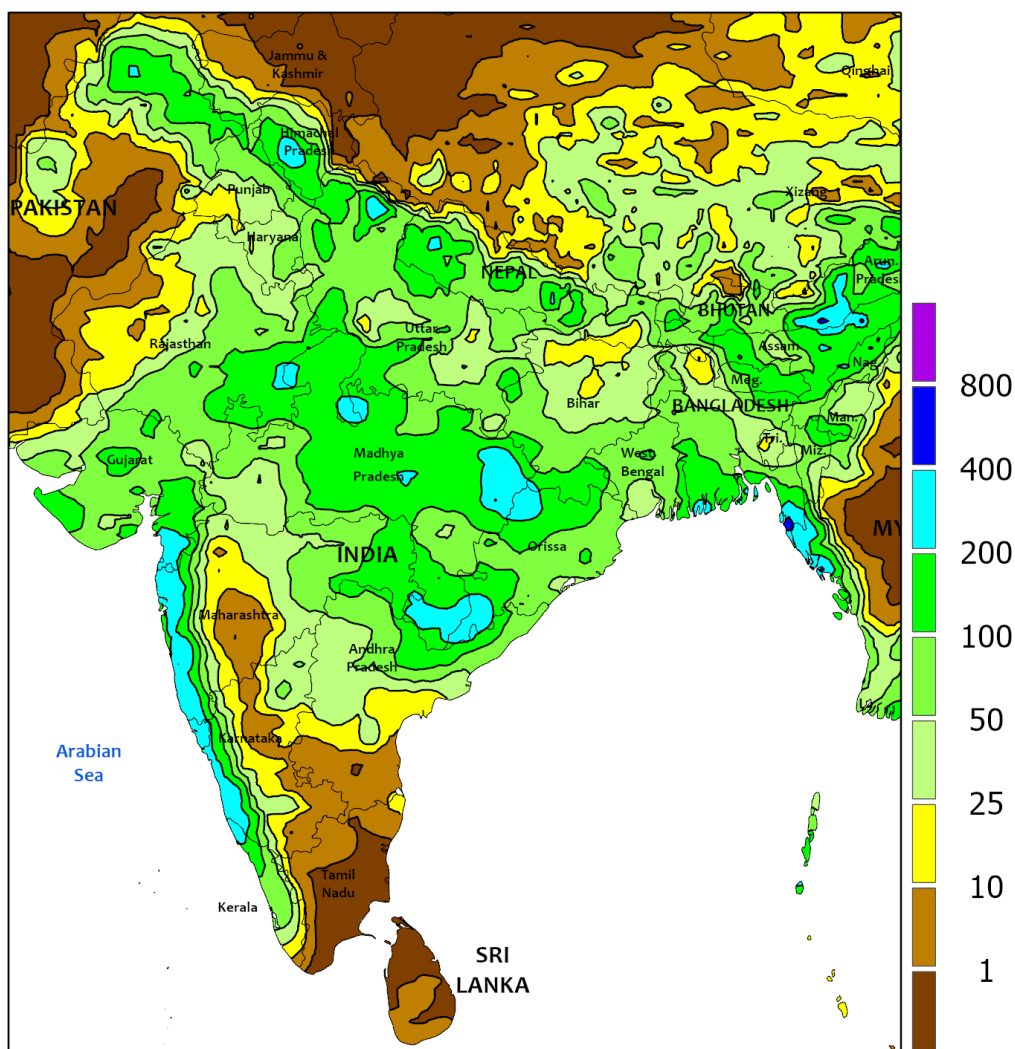 Jammu &
Kashmir
Qinghai
Himachal
Pradesh
Punjab
Xizang
PAKISTAN
Haryana
Arun.
Prades
NEPAL
BHUTAN
Rajasthan
Uttar
Pradesh
Assam
Nag.
Meg.
Bihar
BANGLADESH
Man.
Tri.
Miz.
Gujarat
Madhya
Pradesh
West
Bengal
MY
INDIA
Orissa
Maharashtra
Andhra
Pradesh
Karnataka
Arabian
Sea
Tamil
Nadu
Kerala
SRI
LANKA
800
400
200
100
50
25
10
1